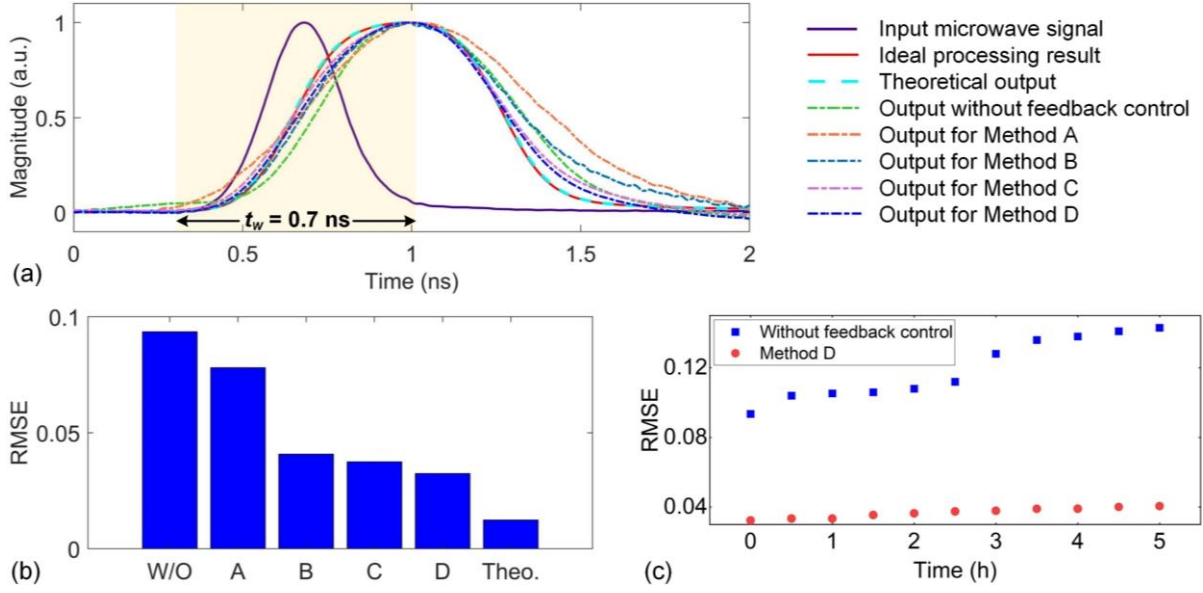 1
0.5
0
Magnitude (a.u.)
t_w = 0.7 ns
0 0.5 1 1.5 2
Time (ns)
(a)
Input microwave signal
Ideal processing result
Theoretical output
Output without feedback control
Output for Method A
Output for Method B
Output for Method C
Output for Method D
0.1
0.05
0
RMSE
W/O A B C D Theo.
(b)
Without feedback control
Method D
0.12
0.08
0.04
RMSE
0 1 2 3 4 5
Time (h)
(c)